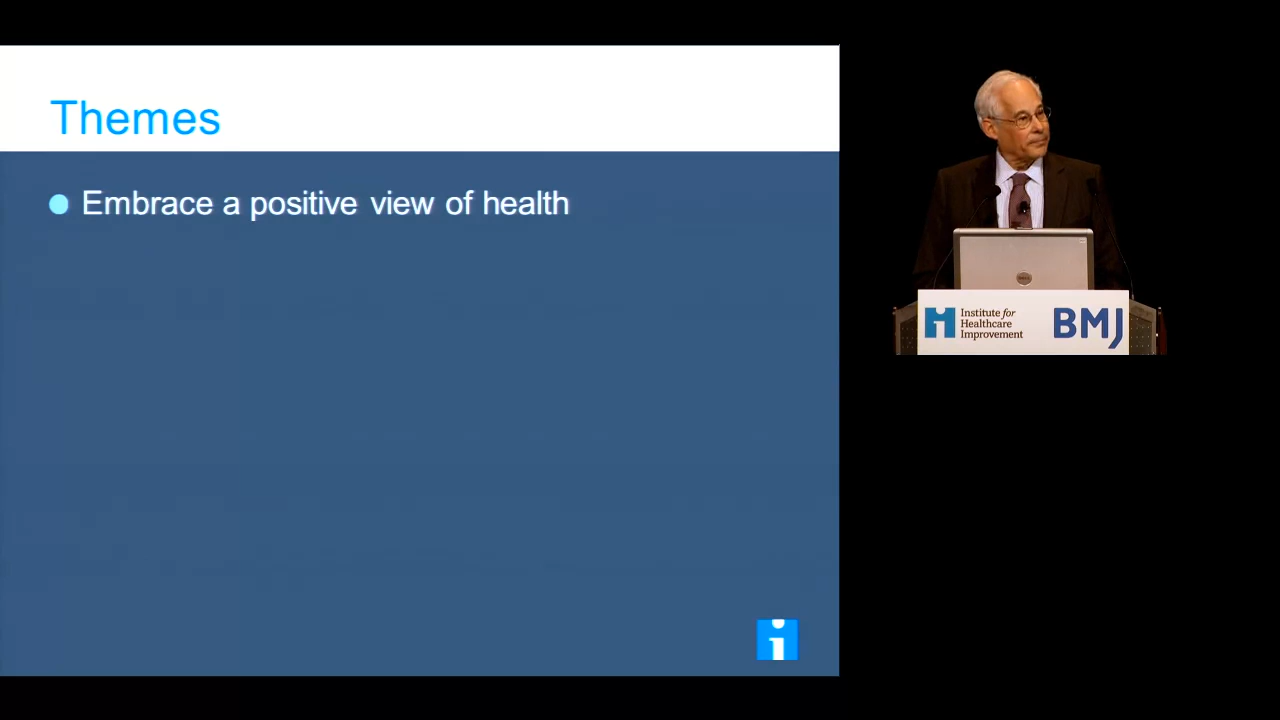 Themes
Embrace a positive view of health
Institute for
Healthcare
Improvement
BMJ